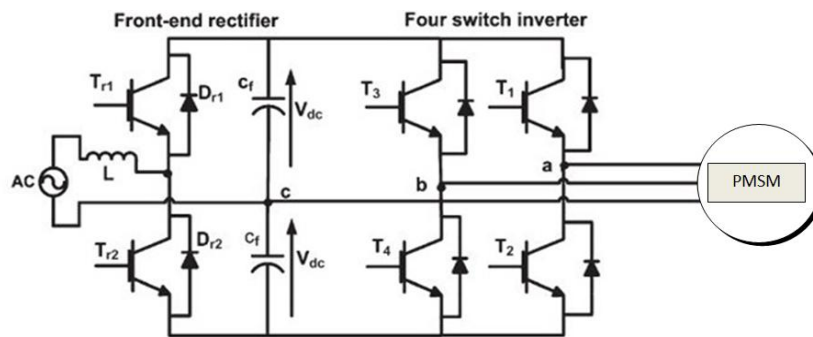 Front-end rectifier
Four switch inverter
Tr1
Dr1
cf
Vdc
T3
T1
L
AC
a
b
c
PMSM
Tr2
Dr2
Cf
Vdc
T4
T2